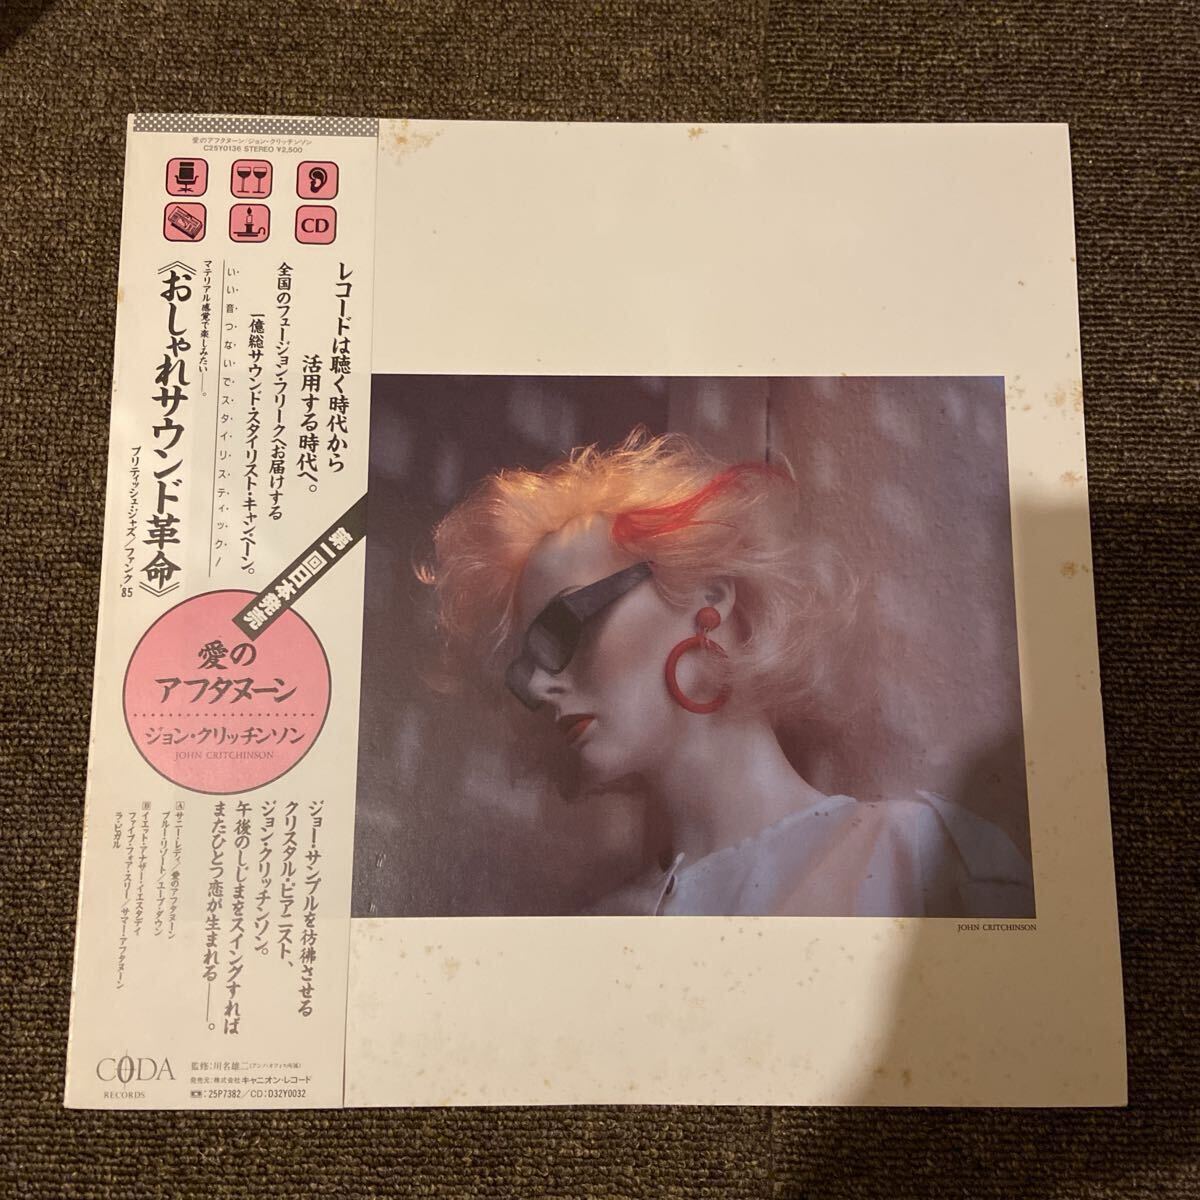 愛のアフタヌーン/ジョン・クリッチンソン
C25Y0136 STEREO ¥2,500
CD
レコードは聴く時代から
活用する時代へ。
全国のフュージョン・フリークへお届けする
一億総サウンド・スタイリスト・キャンペーン。
いい音つないでスタイリスティック!
マテリアル感覚で楽しみたい——。
《おしゃれサウンド革命》
ブリティッシュ・ジャズ/ファンク'85
第一回日本発売
愛の
アフタヌーン
ジョン・クリッチンソン
JOHN CRITCHINSON
ジョー・サンプルを彷彿させる
クリスタル・ピアニスト、
ジョン・クリッチンソン。
午後のしじまをスイングすれば
またひとつ恋が生まれる——。
A サニー・レディ/愛のアフタヌーン
ブルー・リゾート/ユープ・ダウン
B イエット・アナザー・イエスタデイ
ファイブ・フォア・スリー/サマー・アフタヌーン
ラ・ピガル
CODA
RECORDS
監修:川名雄二
発売元:株式会社キャニオン・レコード
:25P7382/CD:D32Y0032
JOHN CRITCHINSON